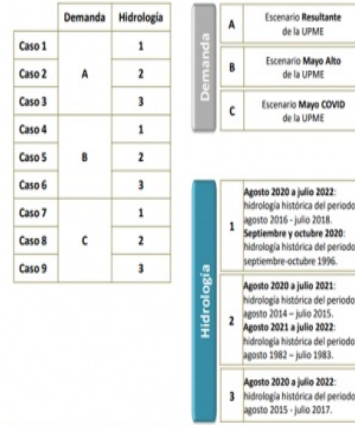 Demanda Hidrología
Caso 1 1
Caso 2 A 2
Caso 3 3
Caso 4 1
Caso 5 B 2
Caso 6 3
Caso 7 1
Caso 8 C 2
Caso 9 3
Demanda
A Escenario Resultante
de la UPME
B Escenario Mayo Alto
de la UPME
C Escenario Mayo COVID
de la UPME
Hidrología
Agosto 2020 a julio 2022:
hidrología histórica del periodo
1 agosto 2016 - julio 2018.
Septiembre y octubre 2020:
hidrología histórica del periodo
septiembre-octubre 1996.
Agosto 2020 a julio 2021:
hidrología histórica del periodo
2 agosto 2014 – julio 2015.
Agosto 2021 a julio 2022:
hidrología histórica del periodo
agosto 1982 – julio 1983.
Agosto 2020 a julio 2022:
3 hidrología histórica del periodo
agosto 2015 - julio 2017.